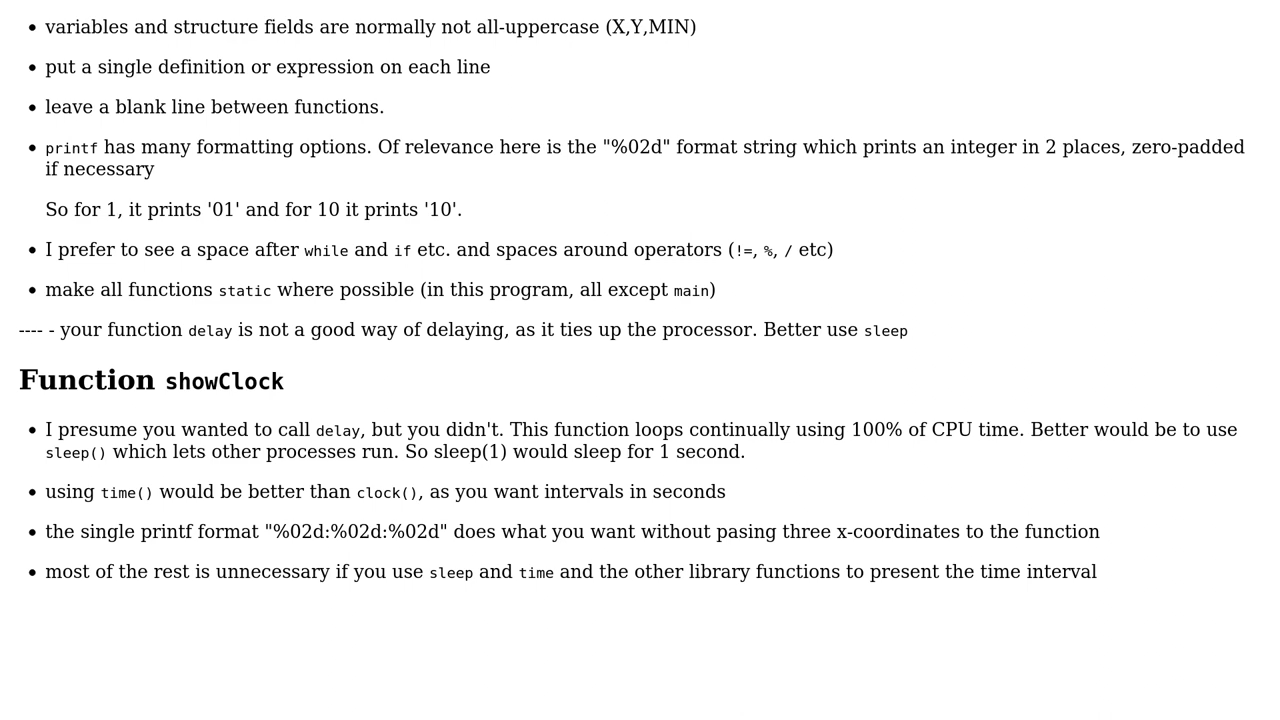 • variables and structure fields are normally not all-uppercase (X,Y,MIN)
• put a single definition or expression on each line
• leave a blank line between functions.
• printf has many formatting options. Of relevance here is the "%02d" format string which prints an integer in 2 places, zero-padded
if necessary
So for 1, it prints '01' and for 10 it prints '10'.
• I prefer to see a space after while and if etc. and spaces around operators (!=, %, / etc)
• make all functions static where possible (in this program, all except main)
---- - your function delay is not a good way of delaying, as it ties up the processor. Better use sleep
Function showClock
• I presume you wanted to call delay, but you didn't. This function loops continually using 100% of CPU time. Better would be to use
sleep() which lets other processes run. So sleep(1) would sleep for 1 second.
• using time() would be better than clock(), as you want intervals in seconds
• the single printf format "%02d:%02d:%02d" does what you want without pasing three x-coordinates to the function
• most of the rest is unnecessary if you use sleep and time and the other library functions to present the time interval